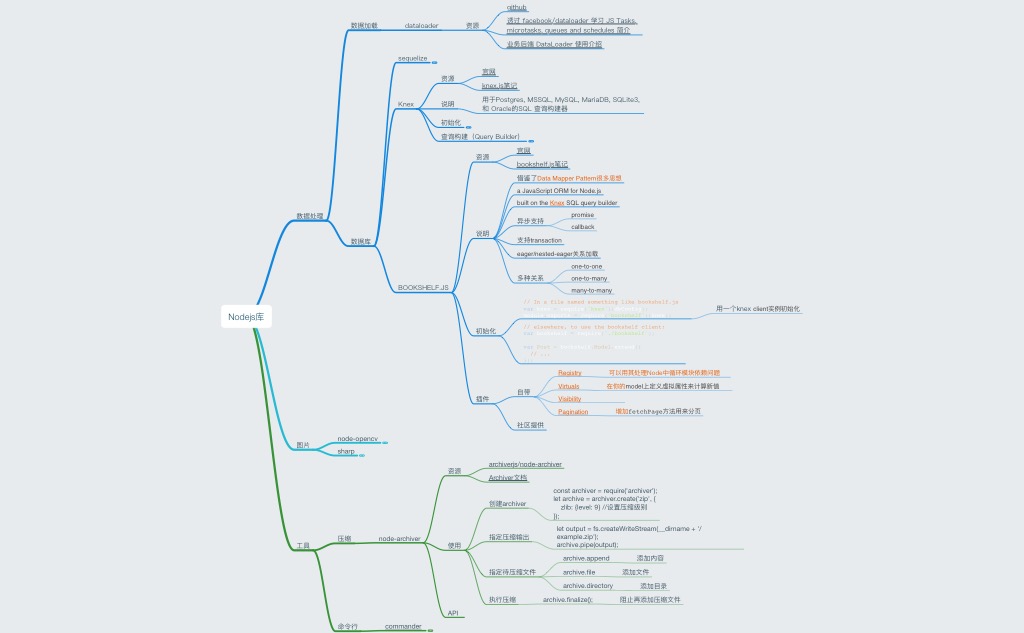 Nodejs库
数据处理
数据加载
dataloader
资源
github
透过 facebook/dataloader 学习 JS Tasks,
microtasks, queues and schedules 简介
业务后端 DataLoader 使用介绍
数据库
sequelize
Knex
资源
官网
knex.js笔记
说明
用于Postgres, MSSQL, MySQL, MariaDB, SQLite3,
和 Oracle的SQL 查询构建器
初始化
查询构建（Query Builder）
BOOKSHELF.JS
资源
官网
bookshelf.js笔记
说明
借鉴了Data Mapper Pattern很多思想
a JavaScript ORM for Node.js
built on the Knex SQL query builder
异步支持
promise
callback
支持transaction
eager/nested-eager关系加载
多种关系
one-to-one
one-to-many
many-to-many
初始化
// In a file named something like bookshelf.js
用一个knex client实例初始化
// elsewhere, to use the bookshelf client:
// ...
插件
自带
Registry
可以用其处理Node中循环模块依赖问题
Virtuals
在你的model上定义虚拟属性来计算新值
Visibility
Pagination
增加fetchPage方法用来分页
社区提供
图片
node-opencv
sharp
工具
压缩
node-archiver
资源
archiverjs/node-archiver
Archiver文档
使用
创建archiver
const archiver = require('archiver');
let archive = archiver.create('zip', {
zlib: {level: 9} //设置压缩级别
});
指定压缩输出
let output = fs.createWriteStream(__dirname + '/
example.zip');
archive.pipe(output);
指定待压缩文件
archive.append
添加内容
archive.file
添加文件
archive.directory
添加目录
执行压缩
archive.finalize();
阻止再添加压缩文件
API
命令行
commander